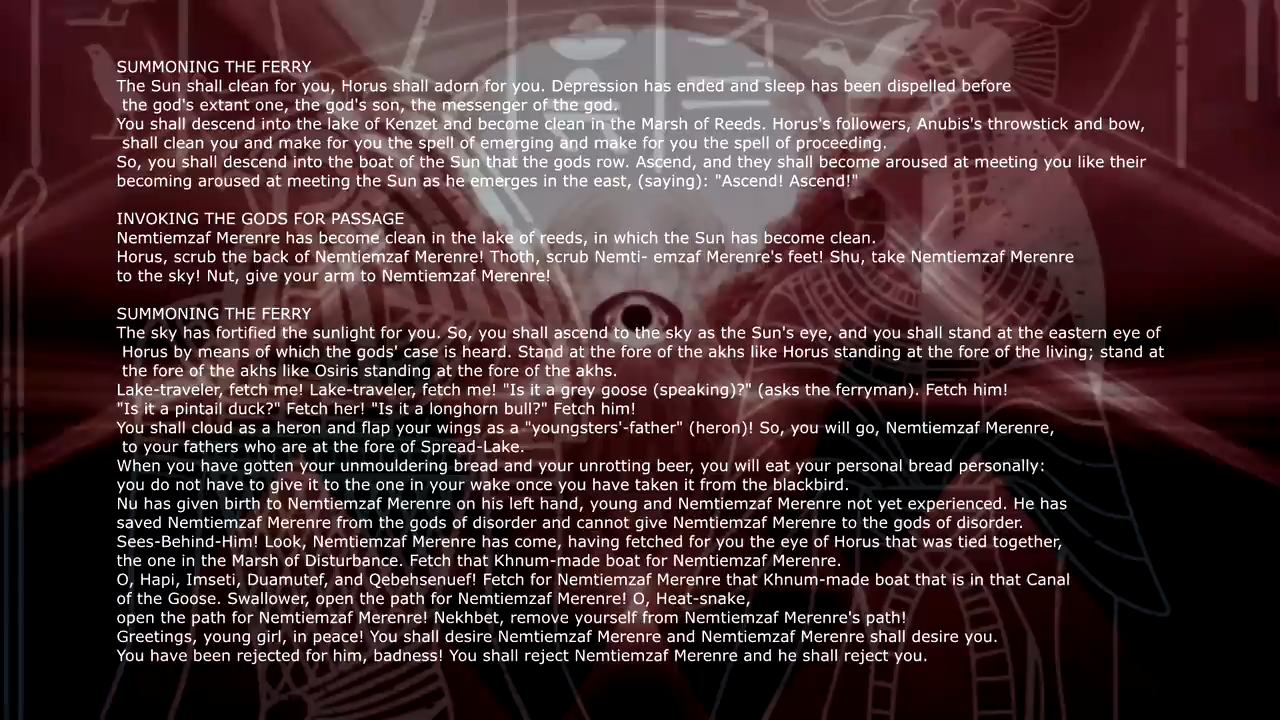 SUMMONING THE FERRY
The Sun shall clean for you, Horus shall adorn for you. Depression has ended and sleep has been dispelled before
the god's extant one, the god's son, the messenger of the god.
You shall descend into the lake of Kenzet and become clean in the Marsh of Reeds. Horus's followers, Anubis's throwstick and bow,
shall clean you and make for you the spell of emerging and make for you the spell of proceeding.
So, you shall descend into the boat of the Sun that the gods row. Ascend, and they shall become aroused at meeting you like their
becoming aroused at meeting the Sun as he emerges in the east, (saying): "Ascend! Ascend!"
INVOKING THE GODS FOR PASSAGE
Nemtiemzaf Merenre has become clean in the lake of reeds, in which the Sun has become clean.
Horus, scrub the back of Nemtiemzaf Merenre! Thoth, scrub Nemti- emzaf Merenre's feet! Shu, take Nemtiemzaf Merenre
to the sky! Nut, give your arm to Nemtiemzaf Merenre!
SUMMONING THE FERRY
The sky has fortified the sunlight for you. So, you shall ascend to the sky as the Sun's eye, and you shall stand at the eastern eye of
Horus by means of which the gods' case is heard. Stand at the fore of the akhs like Horus standing at the fore of the living; stand at
the fore of the akhs like Osiris standing at the fore of the akhs.
Lake-traveler, fetch me! Lake-traveler, fetch me! "Is it a grey goose (speaking)?" (asks the ferryman). Fetch him!
"Is it a pintail duck?" Fetch her! "Is it a longhorn bull?" Fetch him!
You shall cloud as a heron and flap your wings as a "youngsters'-father" (heron)! So, you will go, Nemtiemzaf Merenre,
to your fathers who are at the fore of Spread-Lake.
When you have gotten your unmouldering bread and your unrotting beer, you will eat your personal bread personally:
you do not have to give it to the one in your wake once you have taken it from the blackbird.
Nu has given birth to Nemtiemzaf Merenre on his left hand, young and Nemtiemzaf Merenre not yet experienced. He has
saved Nemtiemzaf Merenre from the gods of disorder and cannot give Nemtiemzaf Merenre to the gods of disorder.
Sees-Behind-Him! Look, Nemtiemzaf Merenre has come, having fetched for you the eye of Horus that was tied together,
the one in the Marsh of Disturbance. Fetch that Khnum-made boat for Nemtiemzaf Merenre.
O, Hapi, Imseti, Duamutef, and Qebehsenuef! Fetch for Nemtiemzaf Merenre that Khnum-made boat that is in that Canal
of the Goose. Swallower, open the path for Nemtiemzaf Merenre! O, Heat-snake,
open the path for Nemtiemzaf Merenre! Nekhbet, remove yourself from Nemtiemzaf Merenre's path!
Greetings, young girl, in peace! You shall desire Nemtiemzaf Merenre and Nemtiemzaf Merenre shall desire you.
You have been rejected for him, badness! You shall reject Nemtiemzaf Merenre and he shall reject you.